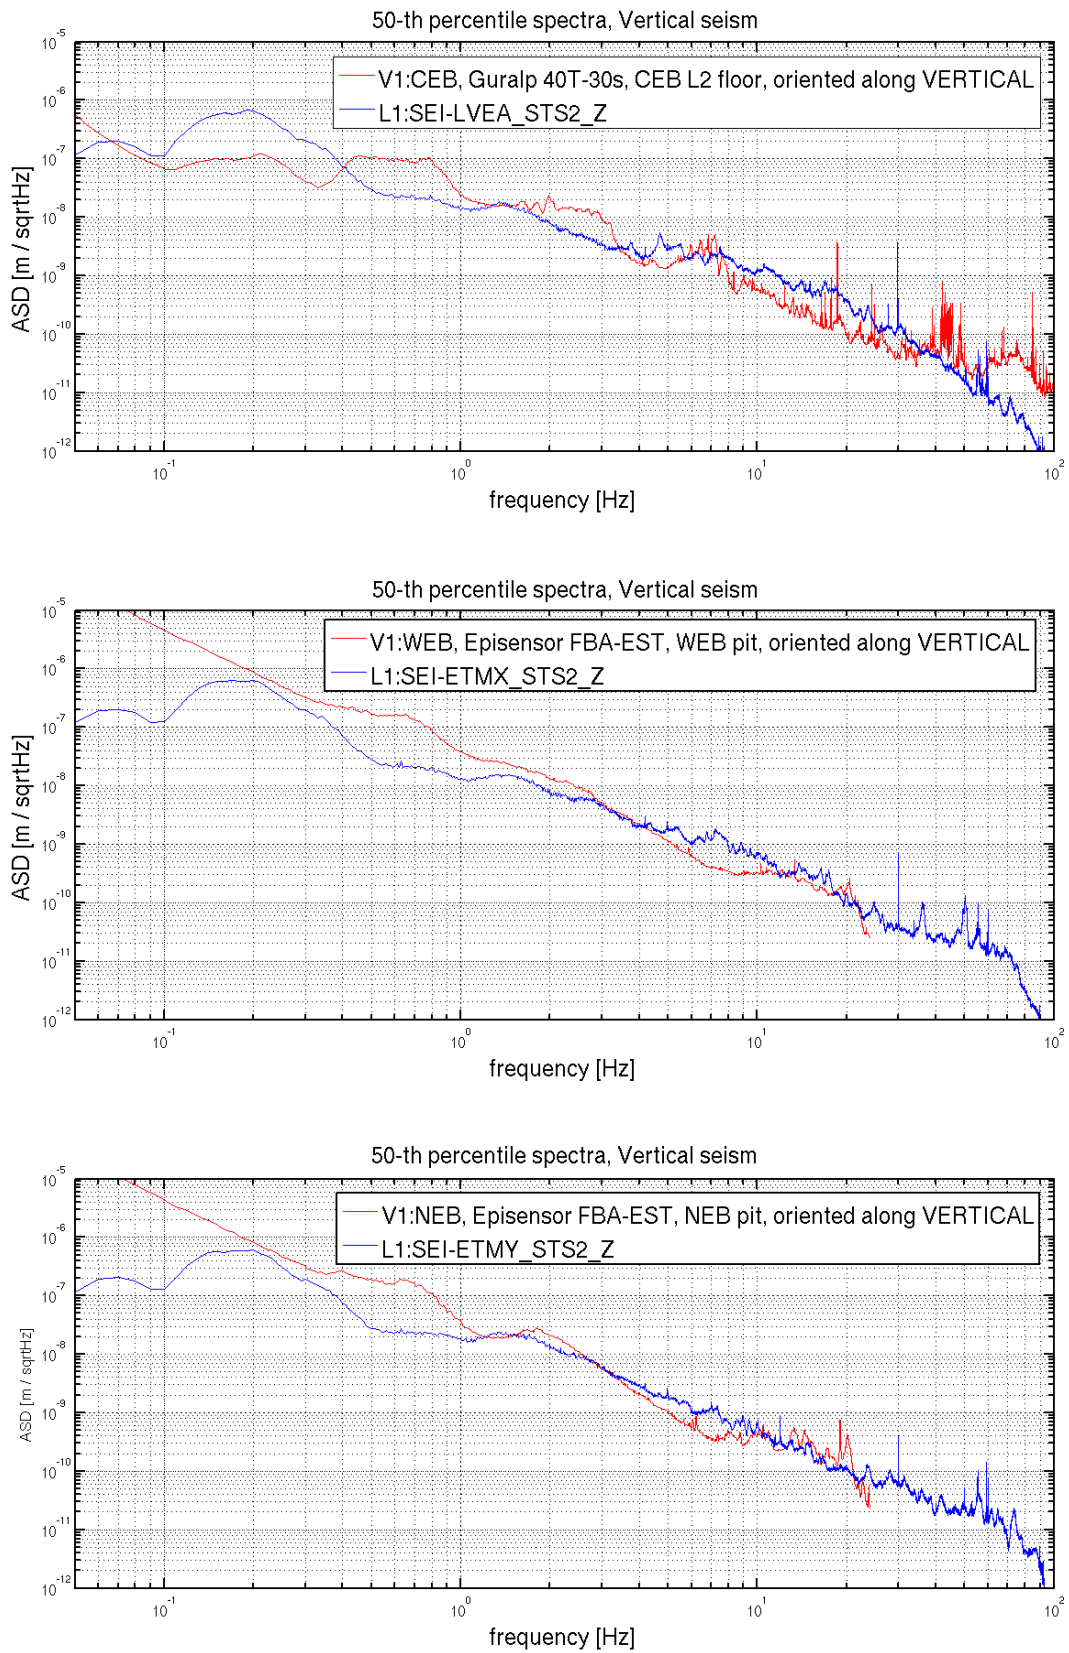 50-th percentile spectra, Vertical seism
V1:CEB, Guralp 40T-30s, CEB L2 floor, oriented along VERTICAL
L1:SEI-LVEA_STS2_Z
ASD [m / sqrtHz]
10^-5
10^-6
10^-7
10^-8
10^-9
10^-10
10^-11
10^-12
10^-1 10^0 10^1 10^2
frequency [Hz]
50-th percentile spectra, Vertical seism
V1:WEB, Episensor FBA-EST, WEB pit, oriented along VERTICAL
L1:SEI-ETMX_STS2_Z
ASD [m / sqrtHz]
10^-5
10^-6
10^-7
10^-8
10^-9
10^-10
10^-11
10^-12
10^-1 10^0 10^1 10^2
frequency [Hz]
50-th percentile spectra, Vertical seism
V1:NEB, Episensor FBA-EST, NEB pit, oriented along VERTICAL
L1:SEI-ETMY_STS2_Z
ASD [m / sqrtHz]
10^-5
10^-6
10^-7
10^-8
10^-9
10^-10
10^-11
10^-12
10^-1 10^0 10^1 10^2
frequency [Hz]